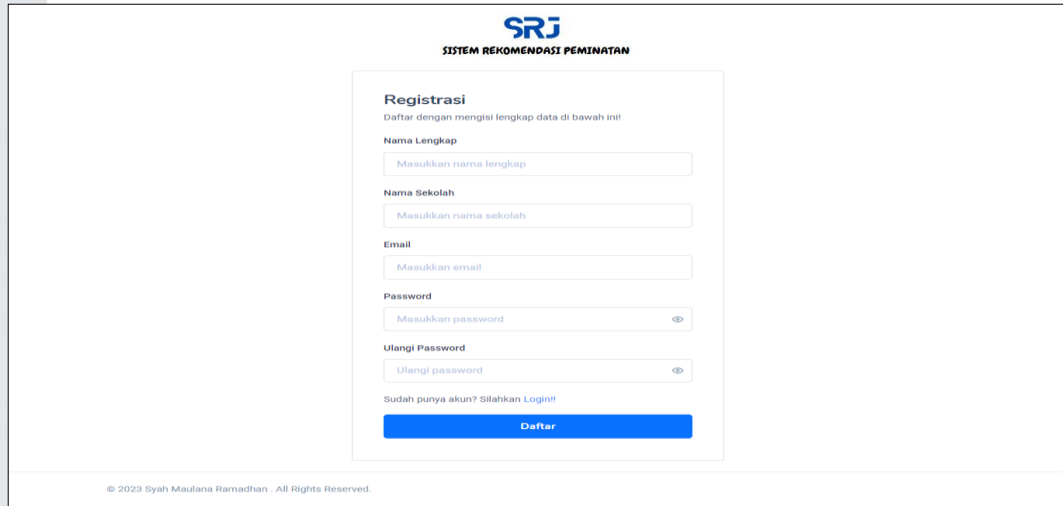 SRJ
SISTEM REKOMENDASI PEMINATAN
Registrasi
Daftar dengan mengisi lengkap data di bawah ini!
Nama Lengkap
Masukkan nama lengkap
Nama Sekolah
Masukkan nama sekolah
Email
Masukkan email
Password
Masukkan password
Ulangi Password
Ulangi password
Sudah punya akun? Silahkan Login!!
Daftar
© 2023 Syah Maulana Ramadhan . All Rights Reserved.